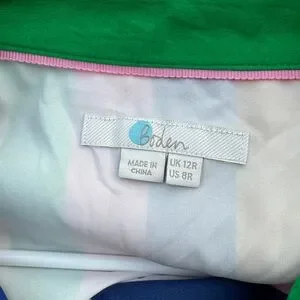 Boden
MADE IN
CHINA
UK 12R
US 8R